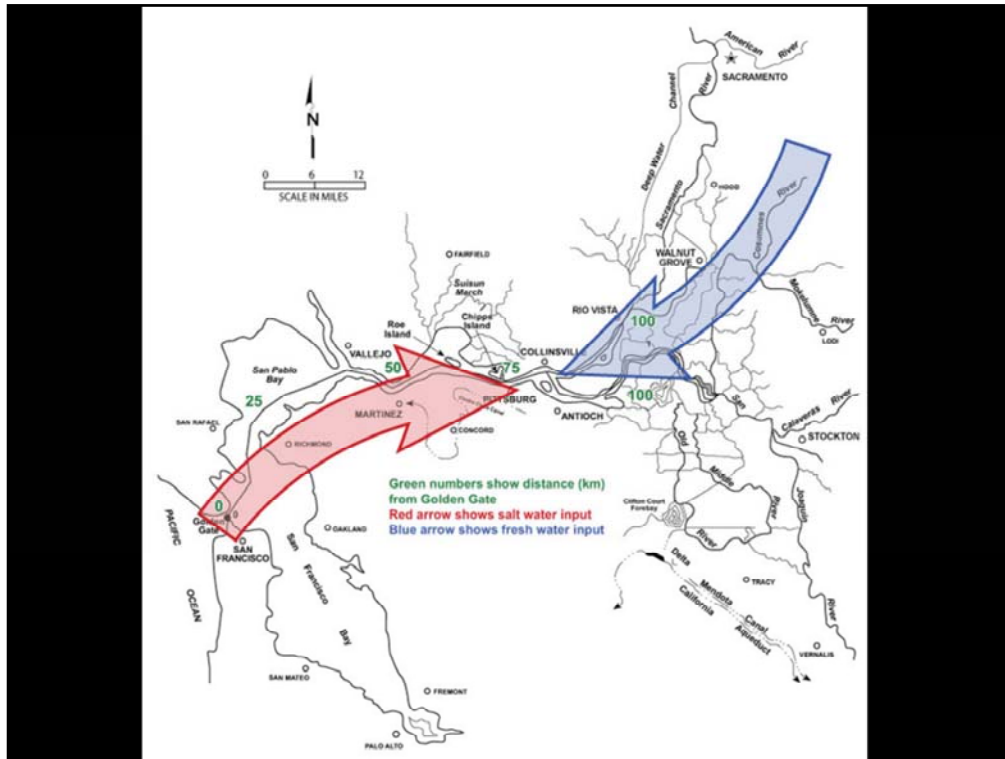 American
River
SACRAMENTO
Channel
Deep Water
River
Sacramento
N
0 6 12
SCALE IN MILES
HOOD
River
Cosumnes
FAIRFIELD
WALNUT
GROVE
Suisun
March
Mokelumne
River
LODI
Chipps
Island
RIO VISTA
100
Roe
Island
COLLINSVILLE
VALLEJO
50
75
San Pablo
Bay
25
PITTSBURG
100
MARTINEZ
ANTIOCH
San
SAN RAFAEL
CONCORD
Calaveras
River
RICHMOND
STOCKTON
Old
Middle
River
Joaquin
Green numbers show distance (km)
from Golden Gate
Red arrow shows salt water input
Blue arrow shows fresh water input
0
Golden
Gate
PACIFIC
OAKLAND
Clifton Court
Forebay
River
SAN
FRANCISCO
San
Francisco
Bay
Delta
Mendota
Canal
California
Aqueduct
TRACY
OCEAN
River
VERNALIS
SAN MATEO
FREMONT
PALO ALTO